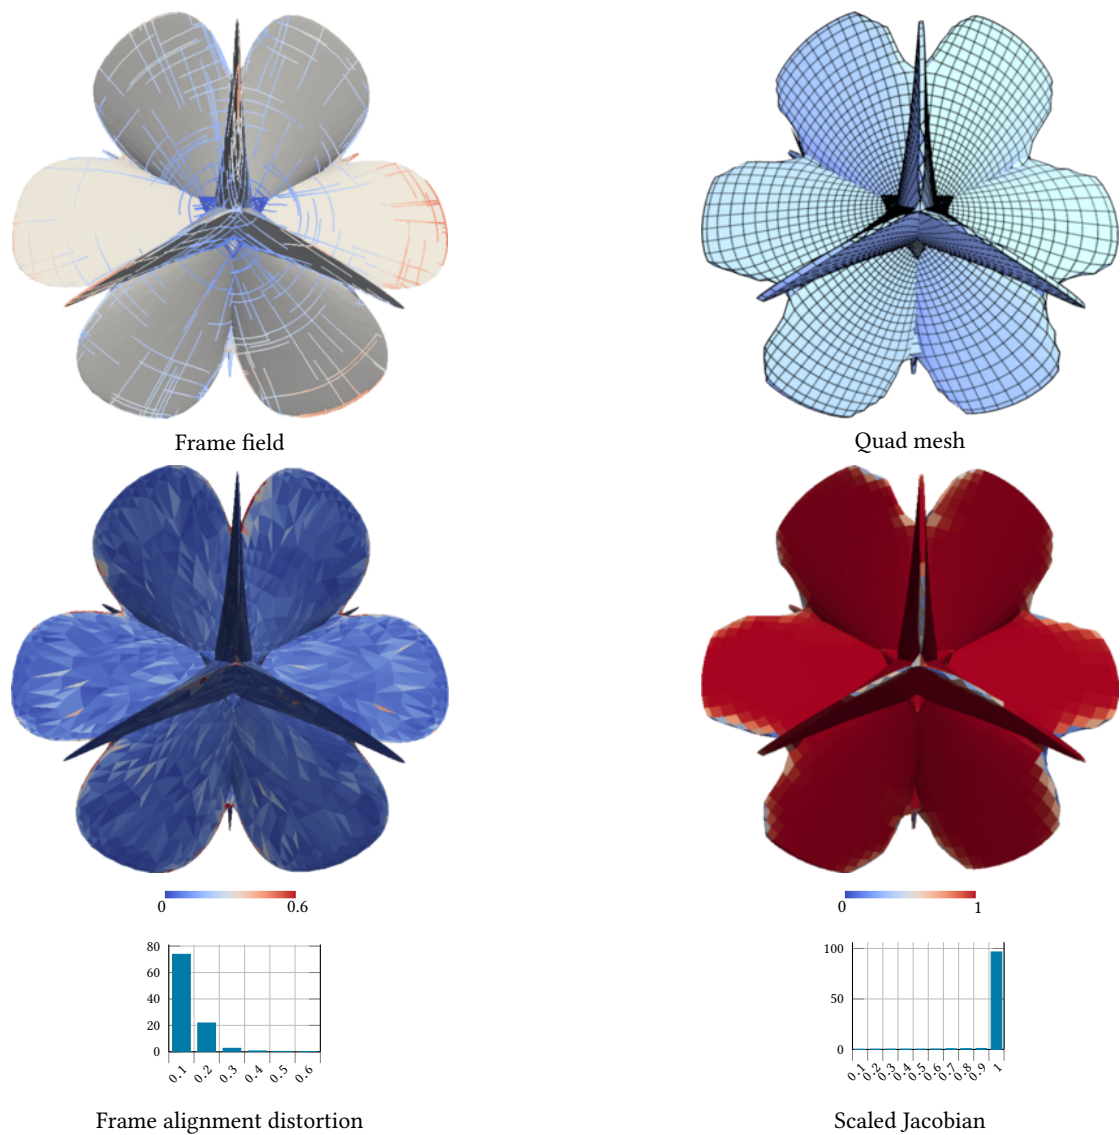 Frame field
Quad mesh
0 0.6
0 1
80
60
40
20
0
0.1 0.2 0.3 0.4 0.5 0.6
100
50
0
0.1 0.2 0.3 0.4 0.5 0.6 0.7 0.8 0.9 1
Frame alignment distortion
Scaled Jacobian